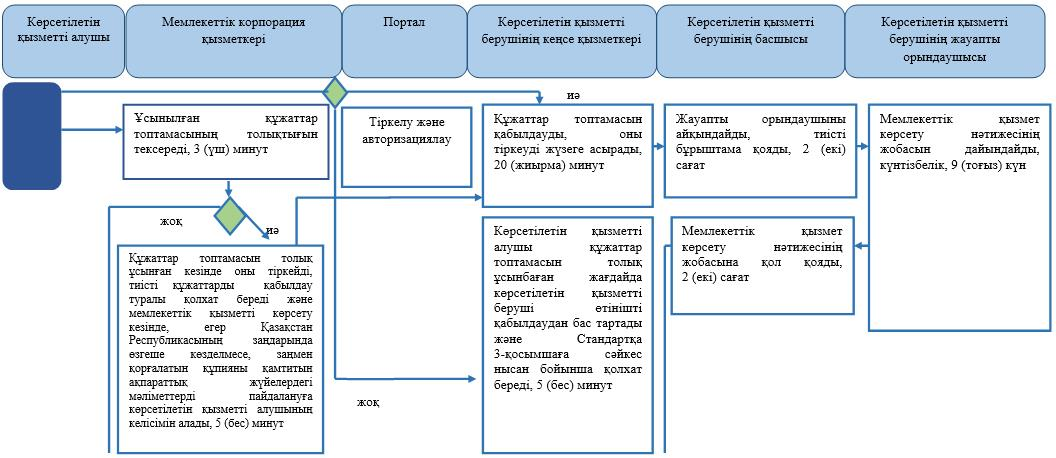 Көрсетілетін
қызметті алушы
Мемлекеттік корпорация
қызметкері
Портал
Көрсетілетін қызметті
берушінің кеңсе қызметкері
Көрсетілетін қызметті
берушінің басшысы
Көрсетілетін қызметті
берушінің жауапты
орындаушысы
иә
Ұсынылған құжаттар
топтамасының толықтығын
тексереді, 3 (үш) минут
Тіркелу және
авторизациялау
Құжаттар топтамасын
қабылдауды, оны
тіркеуді жүзеге асырады,
20 (жиырма) минут
Жауапты орындаушыны
айқындайды, тиісті
бұрыштама қояды, 2 (екі)
сағат
Мемлекеттік қызмет
көрсету нәтижесінің
жобасын дайындайды,
күнтізбелік, 9 (тоғыз) күн
жоқ
иә
Құжаттар топтамасын толық
ұсынған кезінде оны тіркейді,
тиісті құжаттарды қабылдау
туралы қолхат береді және
мемлекеттік қызметті көрсету
кезінде, егер Қазақстан
Республикасының заңдарында
өзгеше көзделмесе, заңмен
қорғалатын құпияны қамтитын
ақпараттық жүйелердегі
мәліметтерді пайдалануға
көрсетілетін қызметті алушының
келісімін алады, 5 (бес) минут
жоқ
Көрсетілетін қызметті
алушы құжаттар
топтамасын толық
ұсынбаған жағдайда
көрсетілетін қызметті
беруші өтінішті
қабылдаудан бас тартады
және Стандартқа
3-қосымшаға сәйкес
нысан бойынша қолхат
береді, 5 (бес) минут
Мемлекеттік қызмет
көрсету нәтижесінің
жобасына қол қояды,
2 (екі) сағат